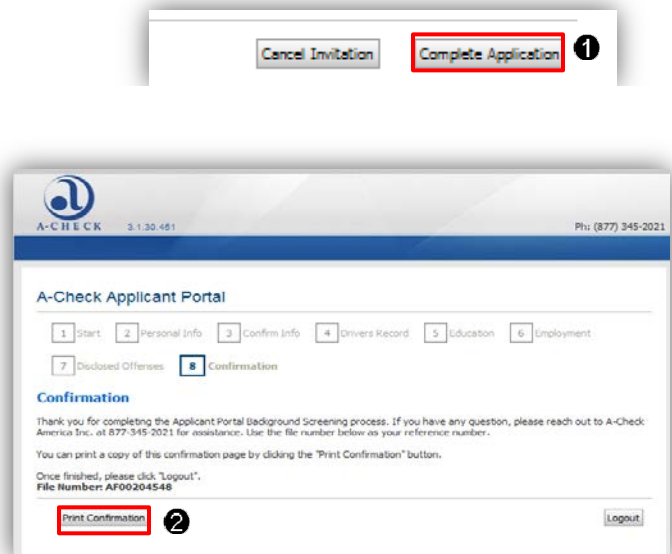 Cancel Invitation Complete Application 1
a
A-CHECK 3.1.30.461 Ph: (877) 345-2021
A-Check Applicant Portal
1 Start 2 Personal Info 3 Confirm Info 4 Drivers Record 5 Education 6 Employment
7 Disclosed Offenses 8 Confirmation
Confirmation
Thank you for completing the Applicant Portal Background Screening process. If you have any question, please reach out to A-Check
America Inc. at 877-345-2021 for assistance. Use the file number below as your reference number.
You can print a copy of this confirmation page by clicking the "Print Confirmation" button.
Once finished, please click "Logout".
File Number: AF00204548
Print Confirmation 2 Logout